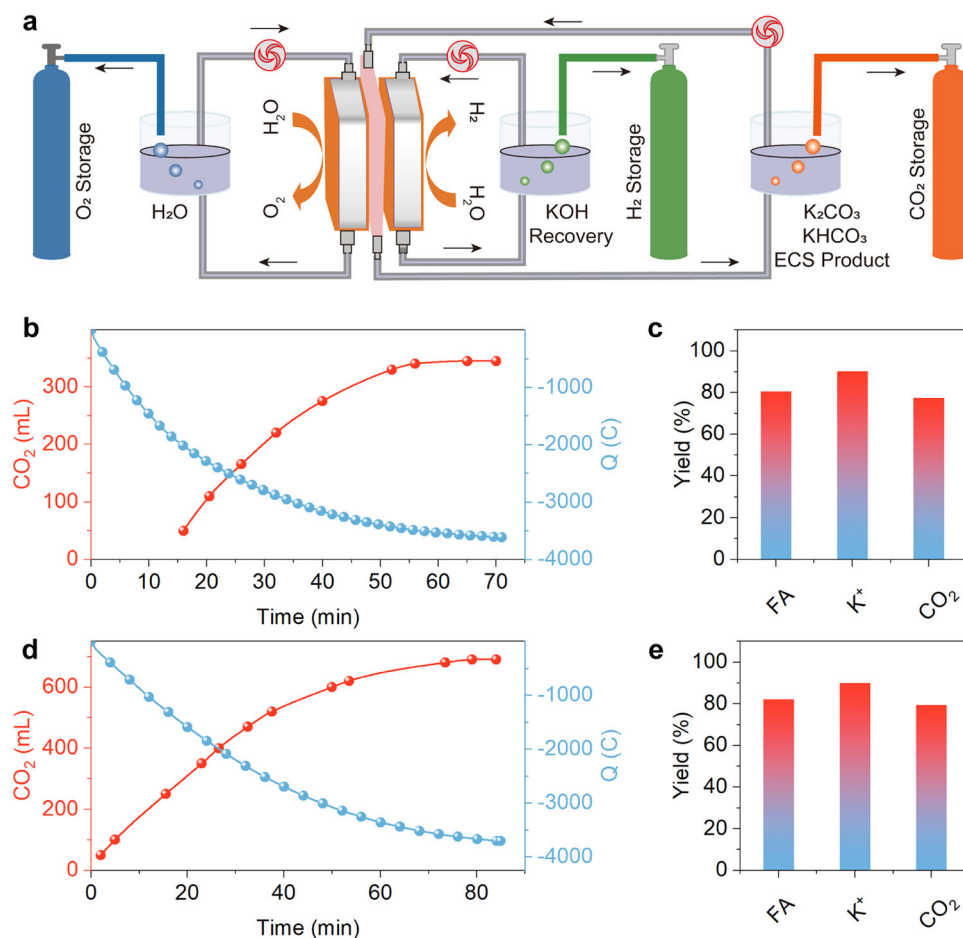 a
O₂ Storage
H₂O
H₂O
O₂
H₂
H₂O
KOH
Recovery
H₂ Storage
K₂CO₃
KHCO₃
ECS Product
CO₂ Storage
b
CO₂ (mL)
300
200
100
0
0 10 20 30 40 50 60 70
Time (min)
-1000
-2000
-3000
-4000
Q (C)
c
Yield (%)
100
80
60
40
20
0
FA K⁺ CO₂
d
CO₂ (mL)
600
400
200
0
0 20 40 60 80
Time (min)
-1000
-2000
-3000
-4000
Q (C)
e
Yield (%)
100
80
60
40
20
0
FA K⁺ CO₂